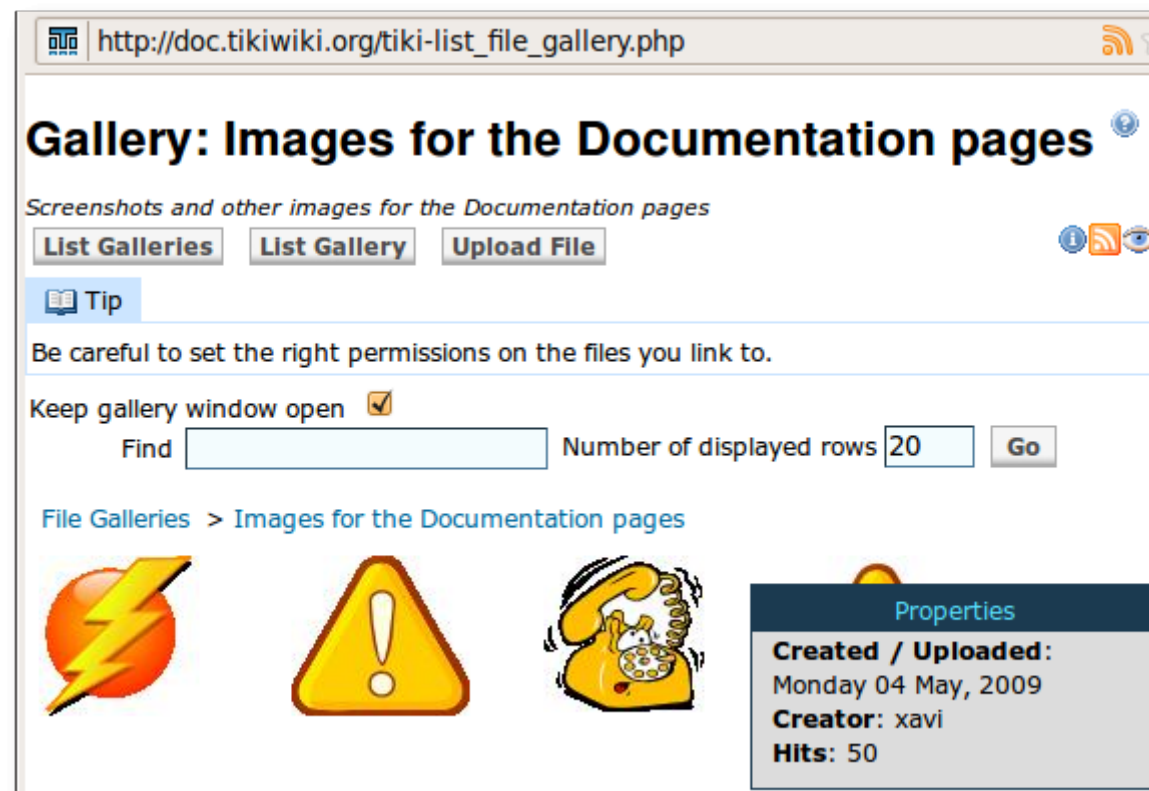 http://doc.tikiwiki.org/tiki-list_file_gallery.php
Gallery: Images for the Documentation pages
Screenshots and other images for the Documentation pages
List Galleries List Gallery Upload File
Tip
Be careful to set the right permissions on the files you link to.
Keep gallery window open
Find Number of displayed rows 20 Go
File Galleries > Images for the Documentation pages
Properties
Created / Uploaded:
Monday 04 May, 2009
Creator: xavi
Hits: 50